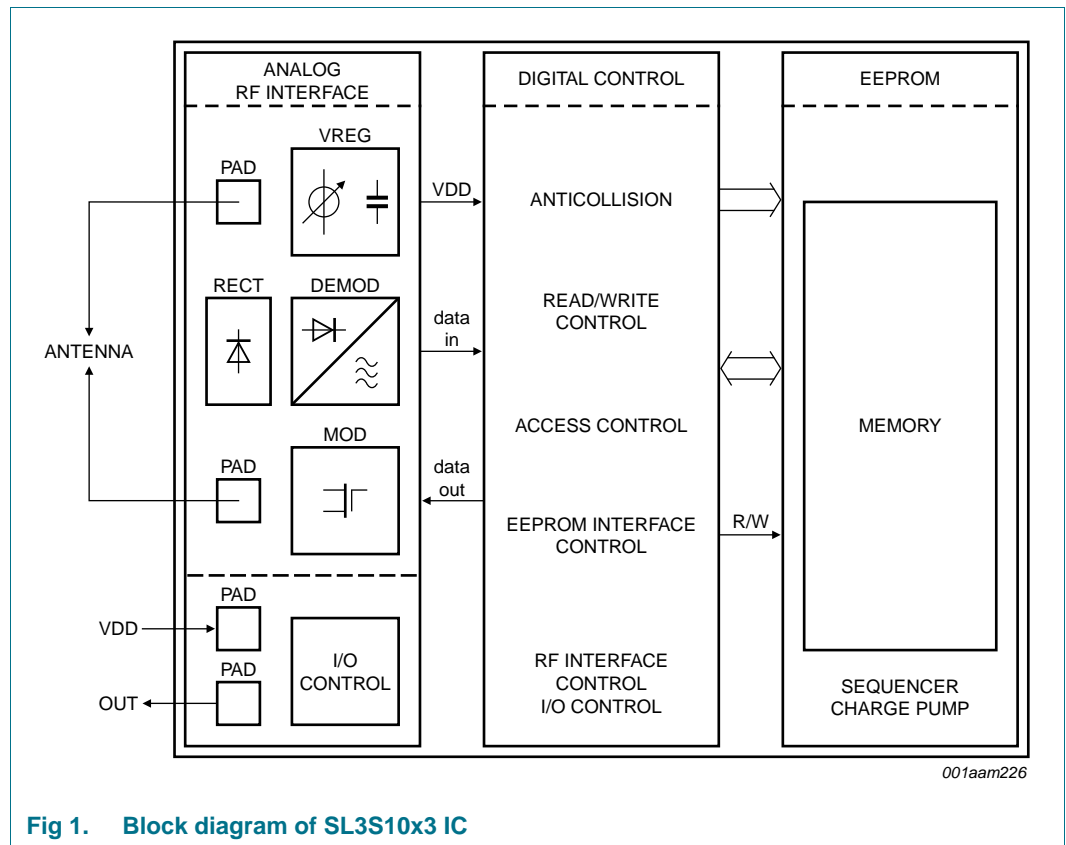 ANALOG
RF INTERFACE
VREG
PAD
RECT
DEMOD
ANTENNA
MOD
PAD
PAD
VDD
PAD
OUT
I/O
CONTROL
VDD
data
in
data
out
DIGITAL CONTROL
ANTICOLLISION
READ/WRITE
CONTROL
ACCESS CONTROL
EEPROM INTERFACE
CONTROL
RF INTERFACE
CONTROL
I/O CONTROL
R/W
EEPROM
MEMORY
SEQUENCER
CHARGE PUMP
001aam226
Fig 1. Block diagram of SL3S10x3 IC